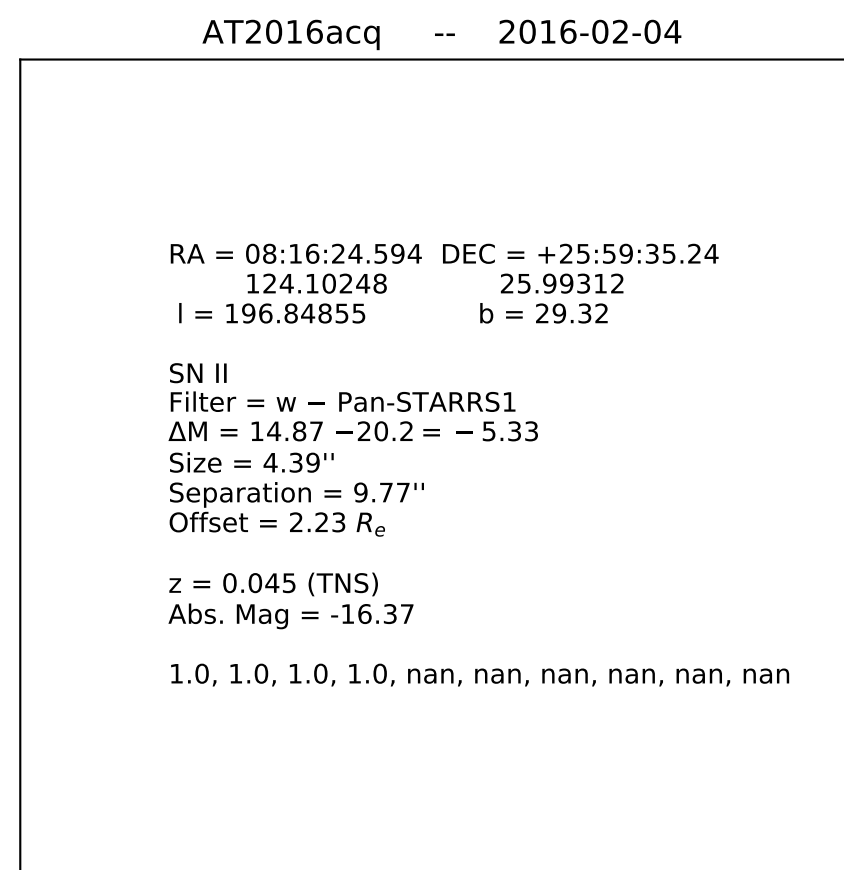 AT2016acq -- 2016-02-04
RA = 08:16:24.594 DEC = +25:59:35.24
124.10248 25.99312
l = 196.84855 b = 29.32
SN II
Filter = w − Pan-STARRS1
ΔM = 14.87 −20.2 = − 5.33
Size = 4.39''
Separation = 9.77''
Offset = 2.23 Rₑ
z = 0.045 (TNS)
Abs. Mag = -16.37
1.0, 1.0, 1.0, 1.0, nan, nan, nan, nan, nan, nan